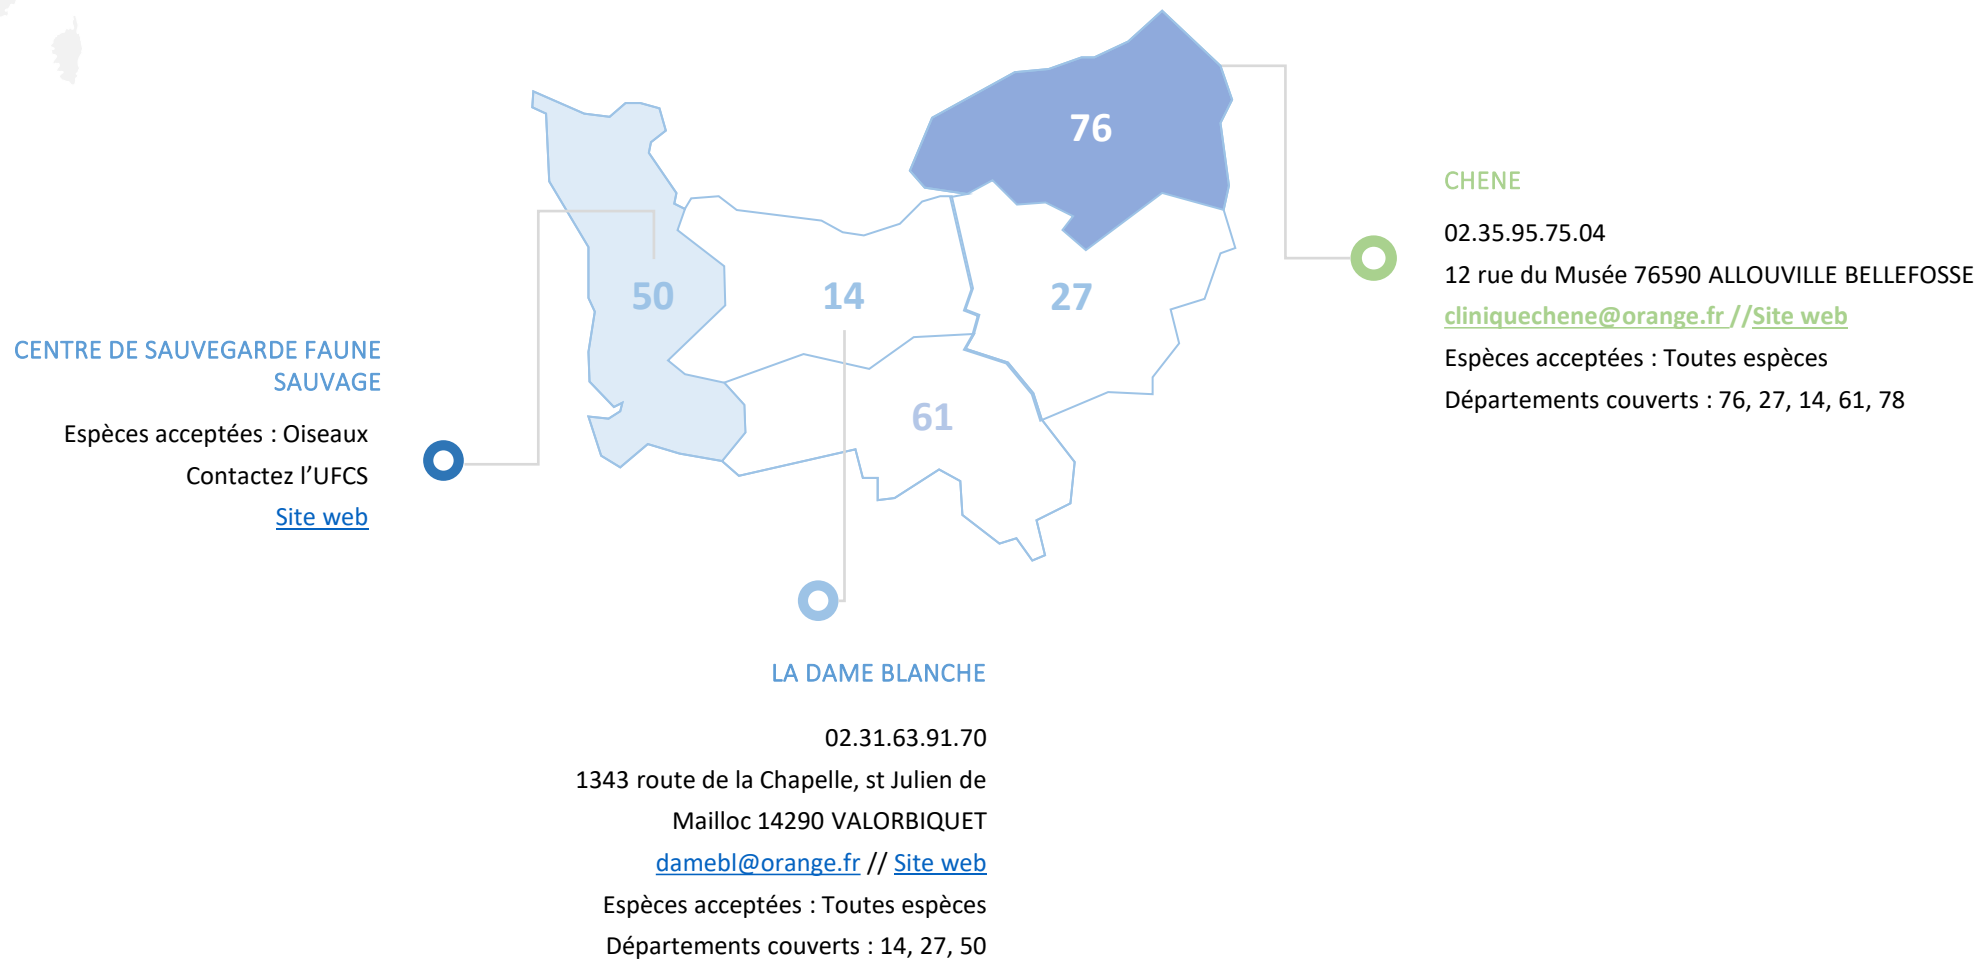 76
50
14
27
61
CHENE
02.35.95.75.04
12 rue du Musée 76590 ALLOUVILLE BELLEFOSSE
cliniquechene@orange.fr //Site web
Espèces acceptées : Toutes espèces
Départements couverts : 76, 27, 14, 61, 78
CENTRE DE SAUVEGARDE FAUNE
SAUVAGE
Espèces acceptées : Oiseaux
Contactez l’UFCS
Site web
LA DAME BLANCHE
02.31.63.91.70
1343 route de la Chapelle, st Julien de
Mailloc 14290 VALORBIQUET
damebl@orange.fr // Site web
Espèces acceptées : Toutes espèces
Départements couverts : 14, 27, 50